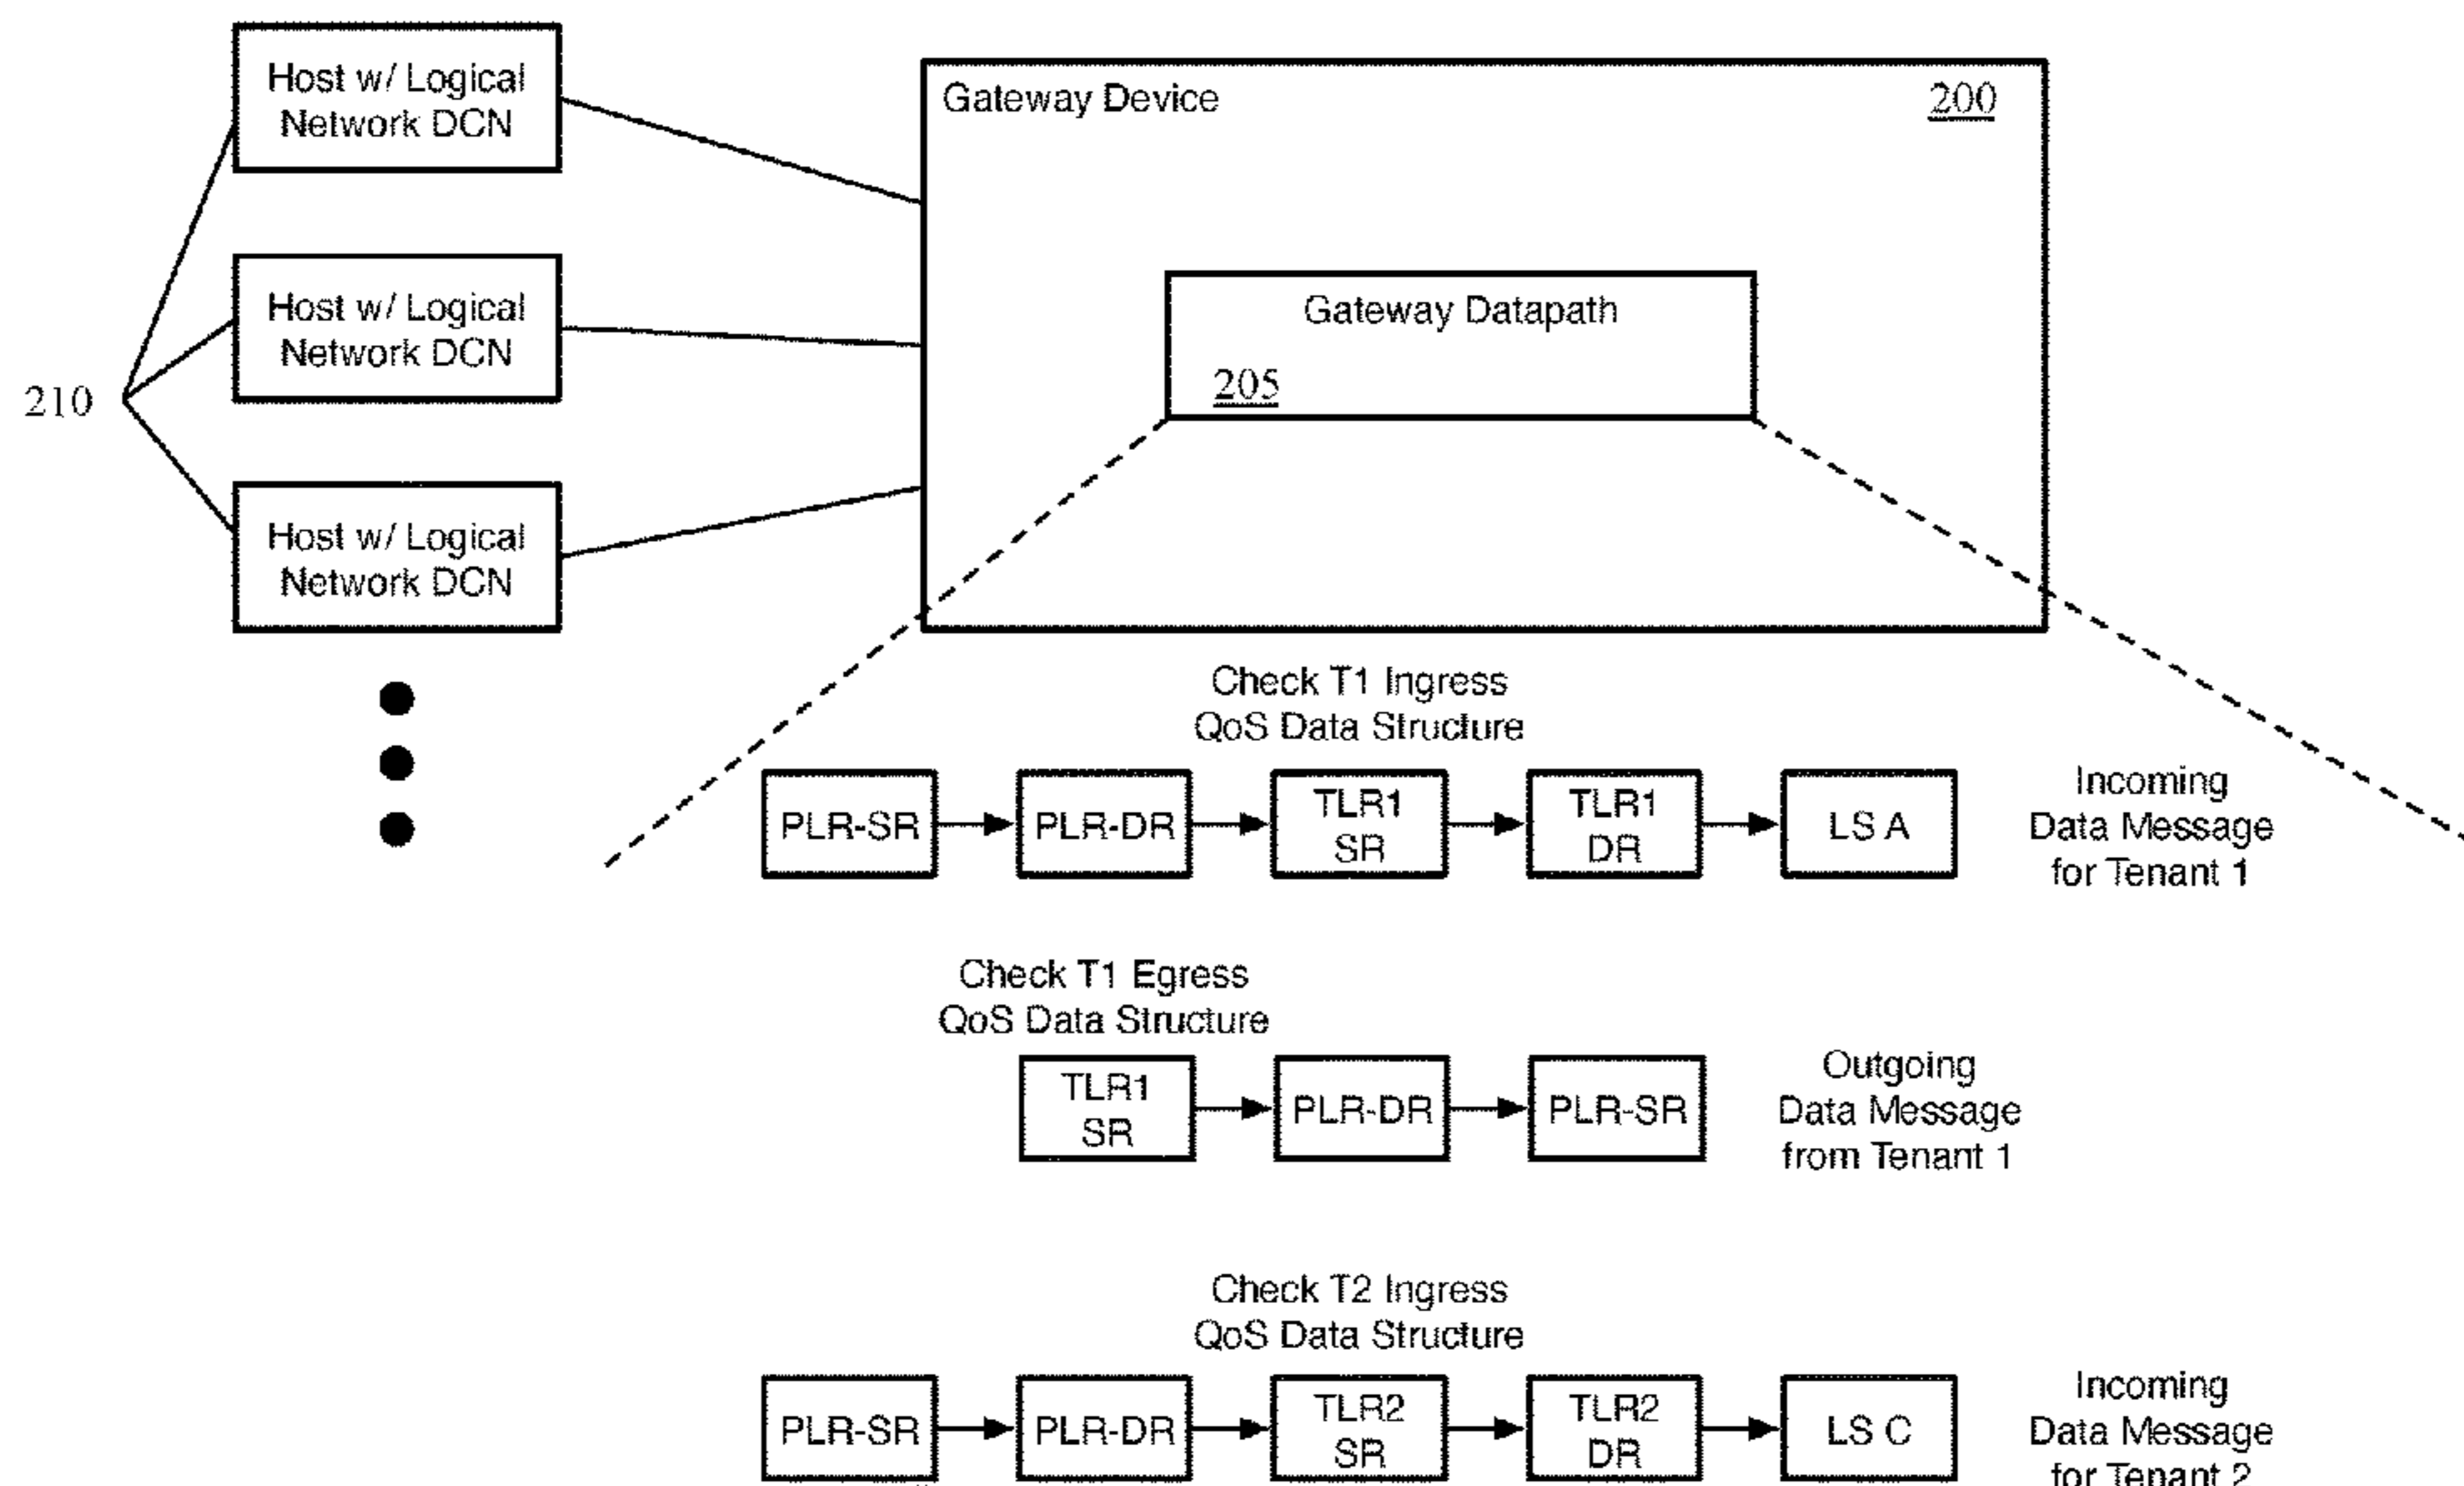 Host w/ Logical
Network DCN
Host w/ Logical
Network DCN
210
Host w/ Logical
Network DCN
Gateway Device
200
Gateway Datapath
205
Check T1 Ingress
QoS Data Structure
PLR-SR
PLR-DR
TLR1
SR
TLR1
DR
LS A
Incoming
Data Message
for Tenant 1
Check T1 Egress
QoS Data Structure
TLR1
SR
PLR-DR
PLR-SR
Outgoing
Data Message
from Tenant 1
Check T2 Ingress
QoS Data Structure
PLR-SR
PLR-DR
TLR2
SR
TLR2
DR
LS C
Incoming
Data Message
for Tenant 2